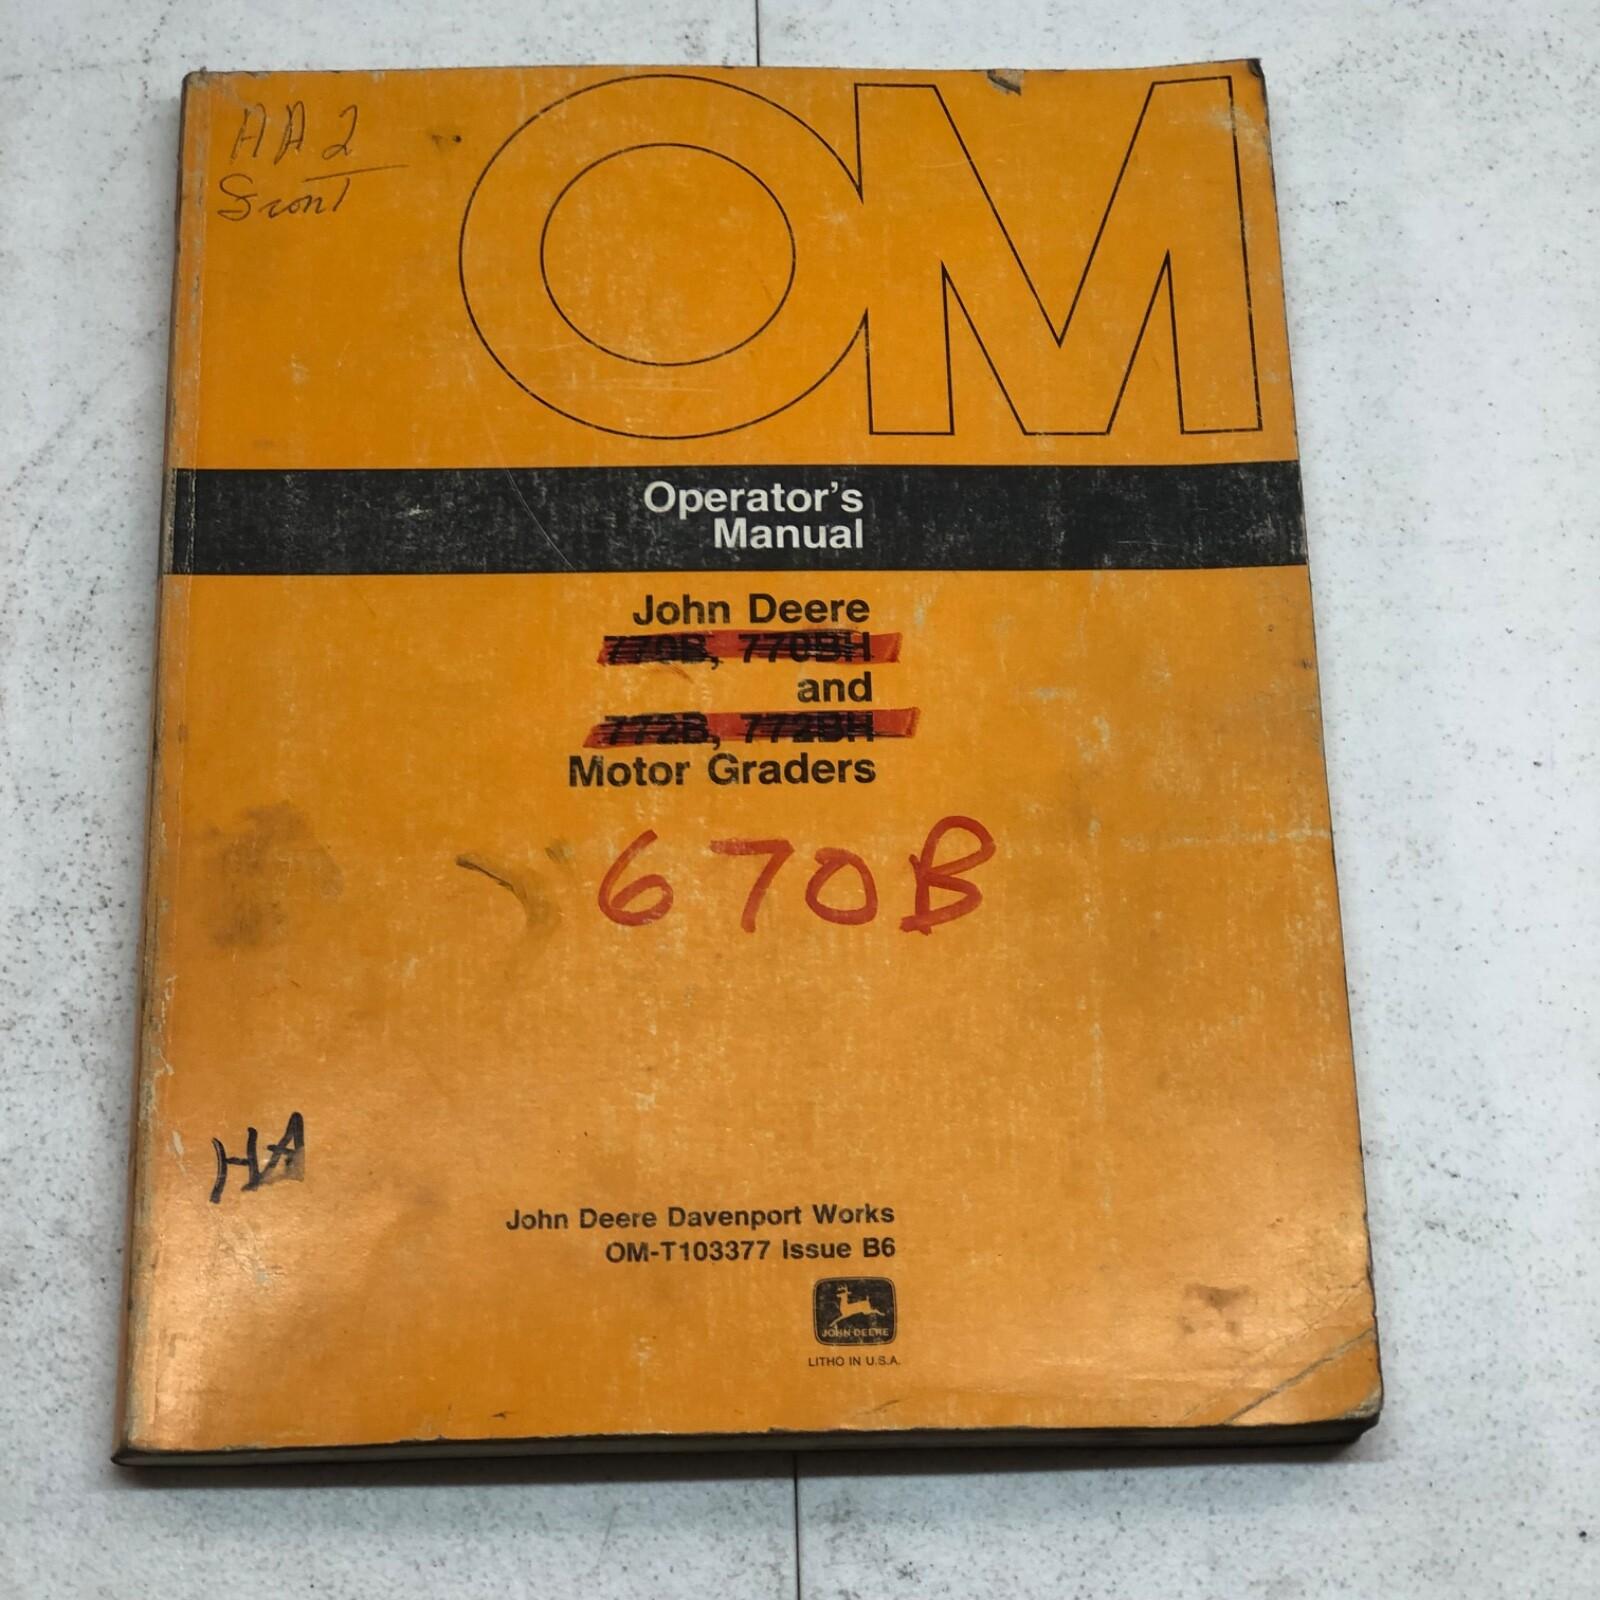 AA2
Front
OM
Operator's
Manual
John Deere
770B, 770BH
and
772B, 772BH
Motor Graders
670B
HA
John Deere Davenport Works
OM-T103377 Issue B6
JOHN DEERE
LITHO IN U.S.A.